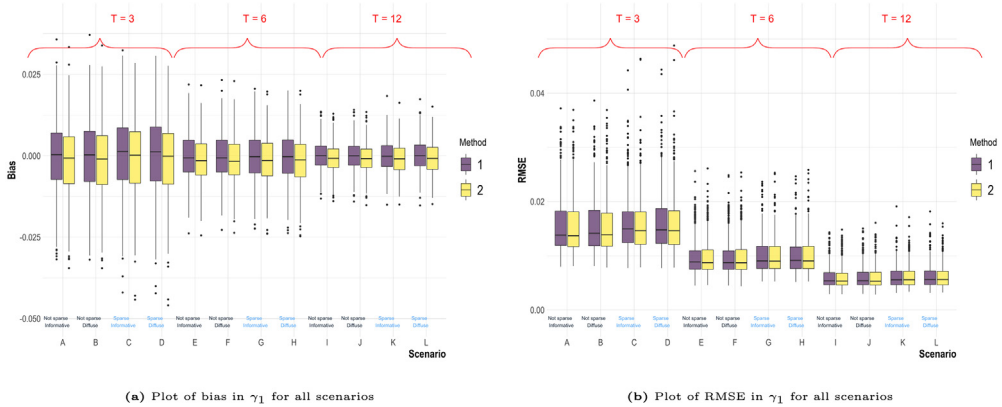 T = 3 T = 6 T = 12
0.025
0.000
-0.025
-0.050
Bias
Method
1
2
Not sparse Not sparse Sparse Sparse Not sparse Not sparse Sparse Sparse Not sparse Not sparse Sparse Sparse
Informative Diffuse Informative Diffuse Informative Diffuse Informative Diffuse Informative Diffuse Informative Diffuse
A B C D E F G H I J K L
Scenario
(a) Plot of bias in γ1 for all scenarios
T = 3 T = 6 T = 12
0.04
0.02
0.00
RMSE
Method
1
2
Not sparse Not sparse Sparse Sparse Not sparse Not sparse Sparse Sparse Not sparse Not sparse Sparse Sparse
Informative Diffuse Informative Diffuse Informative Diffuse Informative Diffuse Informative Diffuse Informative Diffuse
A B C D E F G H I J K L
Scenario
(b) Plot of RMSE in γ1 for all scenarios